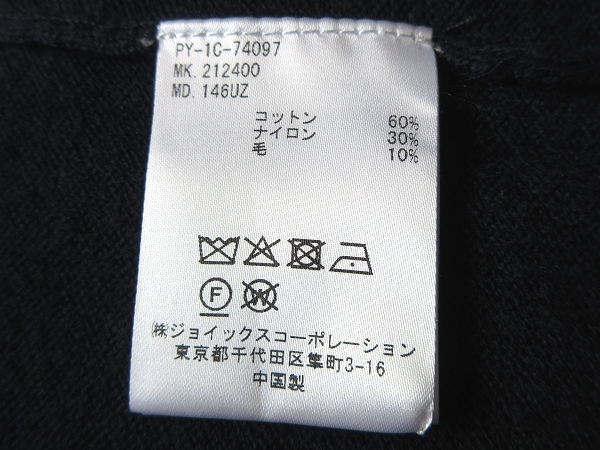 PY-1C-74097
MK. 212400
MD. 146UZ
コットン 60%
ナイロン 30%
毛 10%
F W
㈱ジョイックスコーポレーション
東京都千代田区隼町3-16
中国製